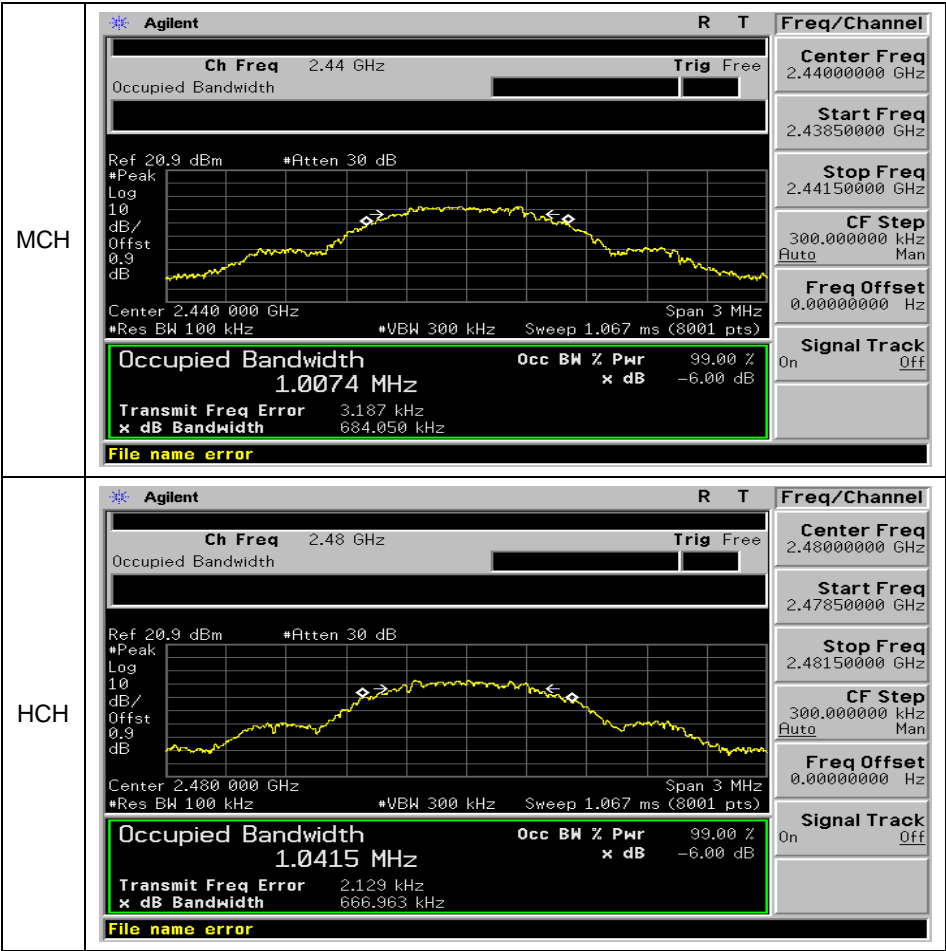 MCH
Agilent R T Freq/Channel
Ch Freq 2.44 GHz Trig Free
Occupied Bandwidth
Center Freq
2.44000000 GHz
Start Freq
2.43850000 GHz
Stop Freq
2.44150000 GHz
CF Step
300.000000 kHz
Auto Man
Freq Offset
0.00000000 Hz
Signal Track
On Off
Ref 20.9 dBm #Atten 30 dB
#Peak
Log
10
dB/
Offst
0.9
dB
Center 2.440 000 GHz Span 3 MHz
#Res BW 100 kHz #VBW 300 kHz Sweep 1.067 ms (8001 pts)
Occupied Bandwidth Occ BW % Pwr 99.00 %
1.0074 MHz x dB -6.00 dB
Transmit Freq Error 3.187 kHz
x dB Bandwidth 684.050 kHz
File name error
HCH
Agilent R T Freq/Channel
Ch Freq 2.48 GHz Trig Free
Occupied Bandwidth
Center Freq
2.48000000 GHz
Start Freq
2.47850000 GHz
Stop Freq
2.48150000 GHz
CF Step
300.000000 kHz
Auto Man
Freq Offset
0.00000000 Hz
Signal Track
On Off
Ref 20.9 dBm #Atten 30 dB
#Peak
Log
10
dB/
Offst
0.9
dB
Center 2.480 000 GHz Span 3 MHz
#Res BW 100 kHz #VBW 300 kHz Sweep 1.067 ms (8001 pts)
Occupied Bandwidth Occ BW % Pwr 99.00 %
1.0415 MHz x dB -6.00 dB
Transmit Freq Error 2.129 kHz
x dB Bandwidth 666.963 kHz
File name error